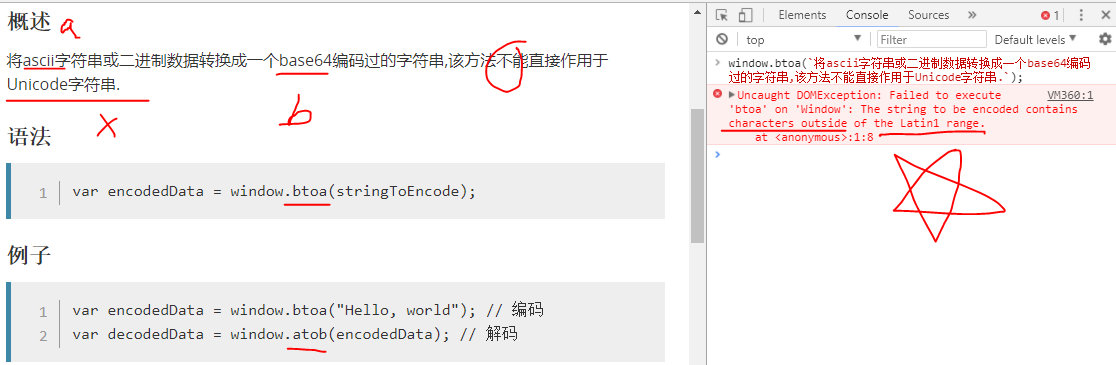 概述 a
将ascii字符串或二进制数据转换成一个base64编码过的字符串,该方法不能直接作用于
Unicode字符串.
x b
语法
1 var encodedData = window.btoa(stringToEncode);
例子
1 var encodedData = window.btoa("Hello, world"); // 编码
2 var decodedData = window.atob(encodedData); // 解码
Elements Console Sources » 1
top Filter Default levels
> window.btoa(`将ascii字符串或二进制数据转换成一个base64编码
过的字符串,该方法不能直接作用于Unicode字符串.`);
Uncaught DOMException: Failed to execute VM360:1
'btoa' on 'Window': The string to be encoded contains
characters outside of the Latin1 range.
at <anonymous>:1:8
>